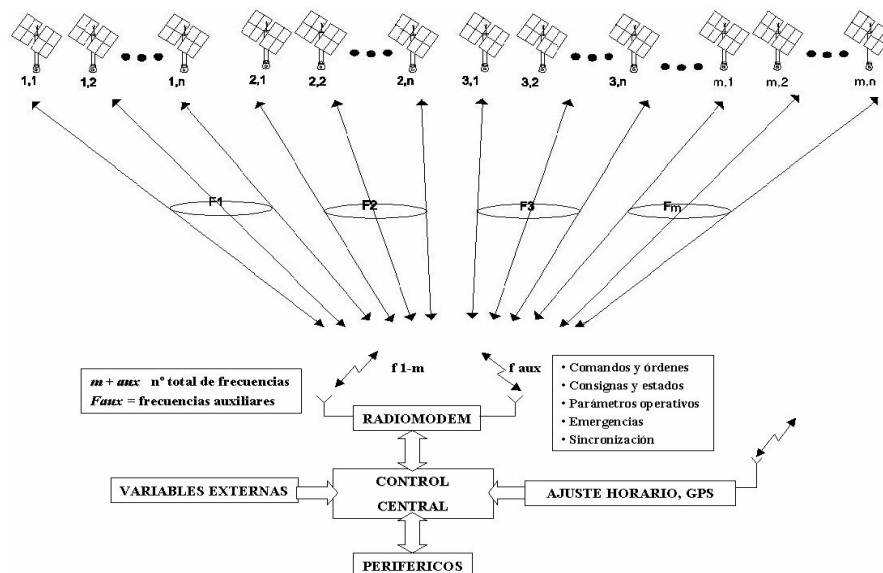 1,1 1,2 1,n 2,1 2,2 2,n 3,1 3,2 3,n m,1 m,2 m,n
F1 F2 F3 Fm
f 1-m f aux
m + aux nº total de frecuencias
Faux = frecuencias auxiliares
• Comandos y órdenes
• Consignas y estados
• Parámetros operativos
• Emergencias
• Sincronización
RADIOMODEM
VARIABLES EXTERNAS
CONTROL
CENTRAL
AJUSTE HORARIO, GPS
PERIFERICOS